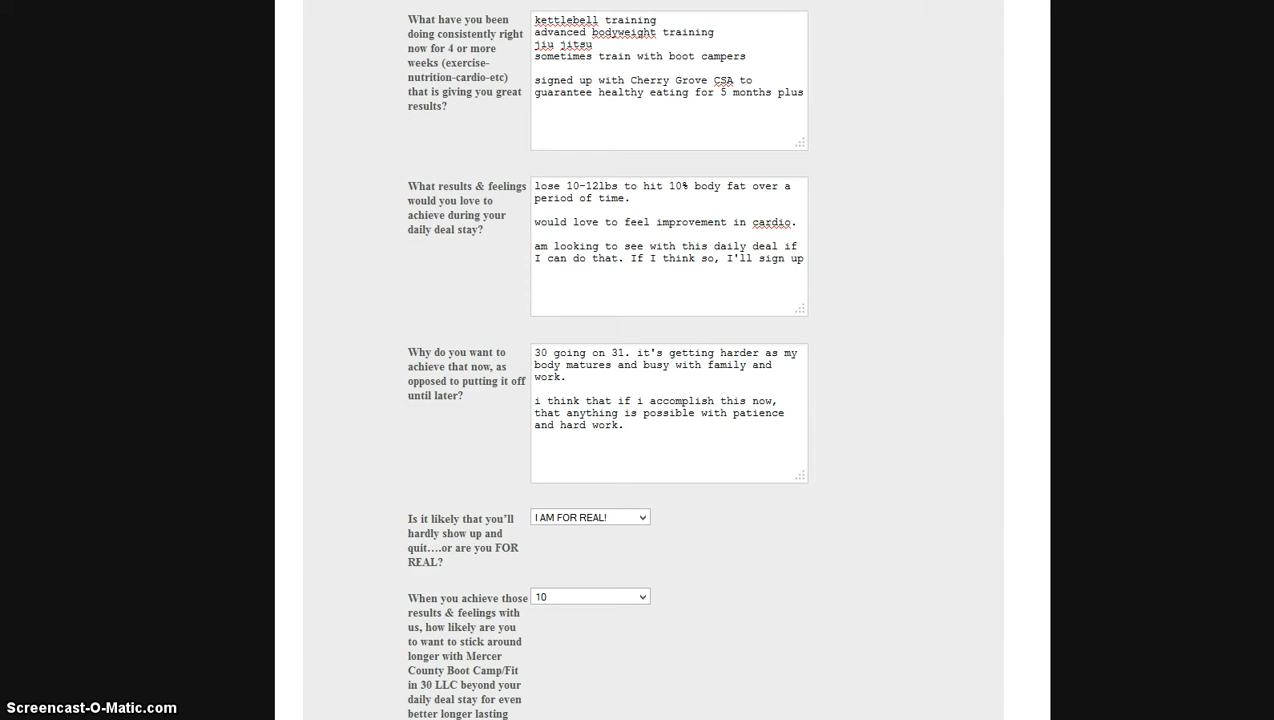 What have you been
doing consistently right
now for 4 or more
weeks (exercise-
nutrition-cardio-etc)
that is giving you great
results?
kettlebell training
advanced bodyweight training
jiu jitsu
sometimes train with boot campers
signed up with Cherry Grove CSA to
guarantee healthy eating for 5 months plus
What results & feelings
would you love to
achieve during your
daily deal stay?
lose 10-12lbs to hit 10% body fat over a
period of time.
would love to feel improvement in cardio.
am looking to see with this daily deal if
I can do that. If I think so, I'll sign up
Why do you want to
achieve that now, as
opposed to putting it off
until later?
30 going on 31. it's getting harder as my
body matures and busy with family and
work.
i think that if i accomplish this now,
that anything is possible with patience
and hard work.
Is it likely that you'll
hardly show up and
quit….or are you FOR
REAL?
I AM FOR REAL!
When you achieve those
results & feelings with
us, how likely are you
to want to stick around
longer with Mercer
County Boot Camp/Fit
in 30 LLC beyond your
daily deal stay for even
better longer lasting
10
Screencast-O-Matic.com